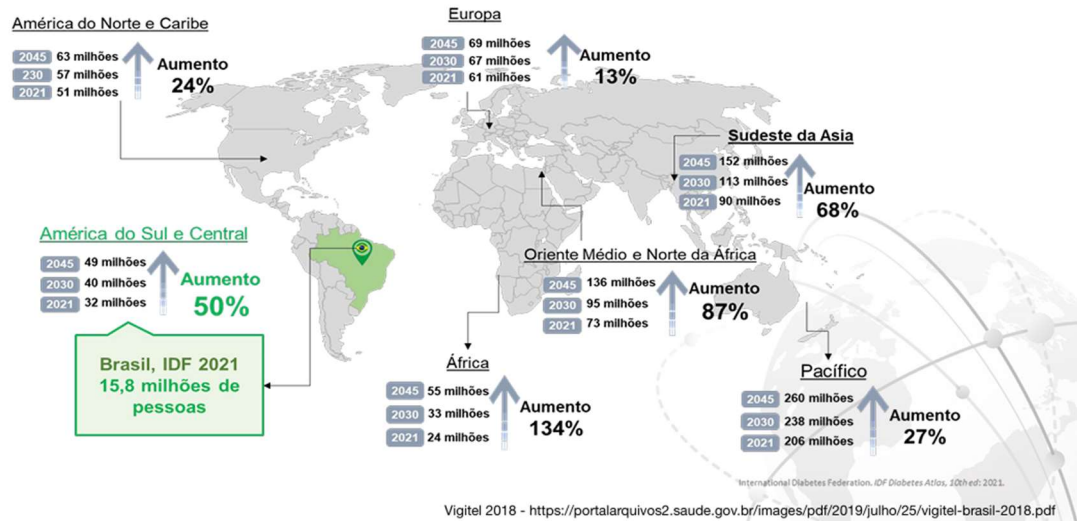 América do Norte e Caribe
2045 63 milhões
230 57 milhões
2021 51 milhões
Aumento
24%
Europa
2045 69 milhões
2030 67 milhões
2021 61 milhões
Aumento
13%
Sudeste da Asia
2045 152 milhões
2030 113 milhões
2021 90 milhões
Aumento
68%
América do Sul e Central
2045 49 milhões
2030 40 milhões
2021 32 milhões
Aumento
50%
Brasil, IDF 2021
15,8 milhões de
pessoas
Oriente Médio e Norte da África
2045 136 milhões
2030 95 milhões
2021 73 milhões
Aumento
87%
África
2045 55 milhões
2030 33 milhões
2021 24 milhões
Aumento
134%
Pacífico
2045 260 milhões
2030 238 milhões
2021 206 milhões
Aumento
27%
International Diabetes Federation. IDF Diabetes Atlas, 10th ed: 2021.
Vigitel 2018 - https://portalarquivos2.saude.gov.br/images/pdf/2019/julho/25/vigitel-brasil-2018.pdf